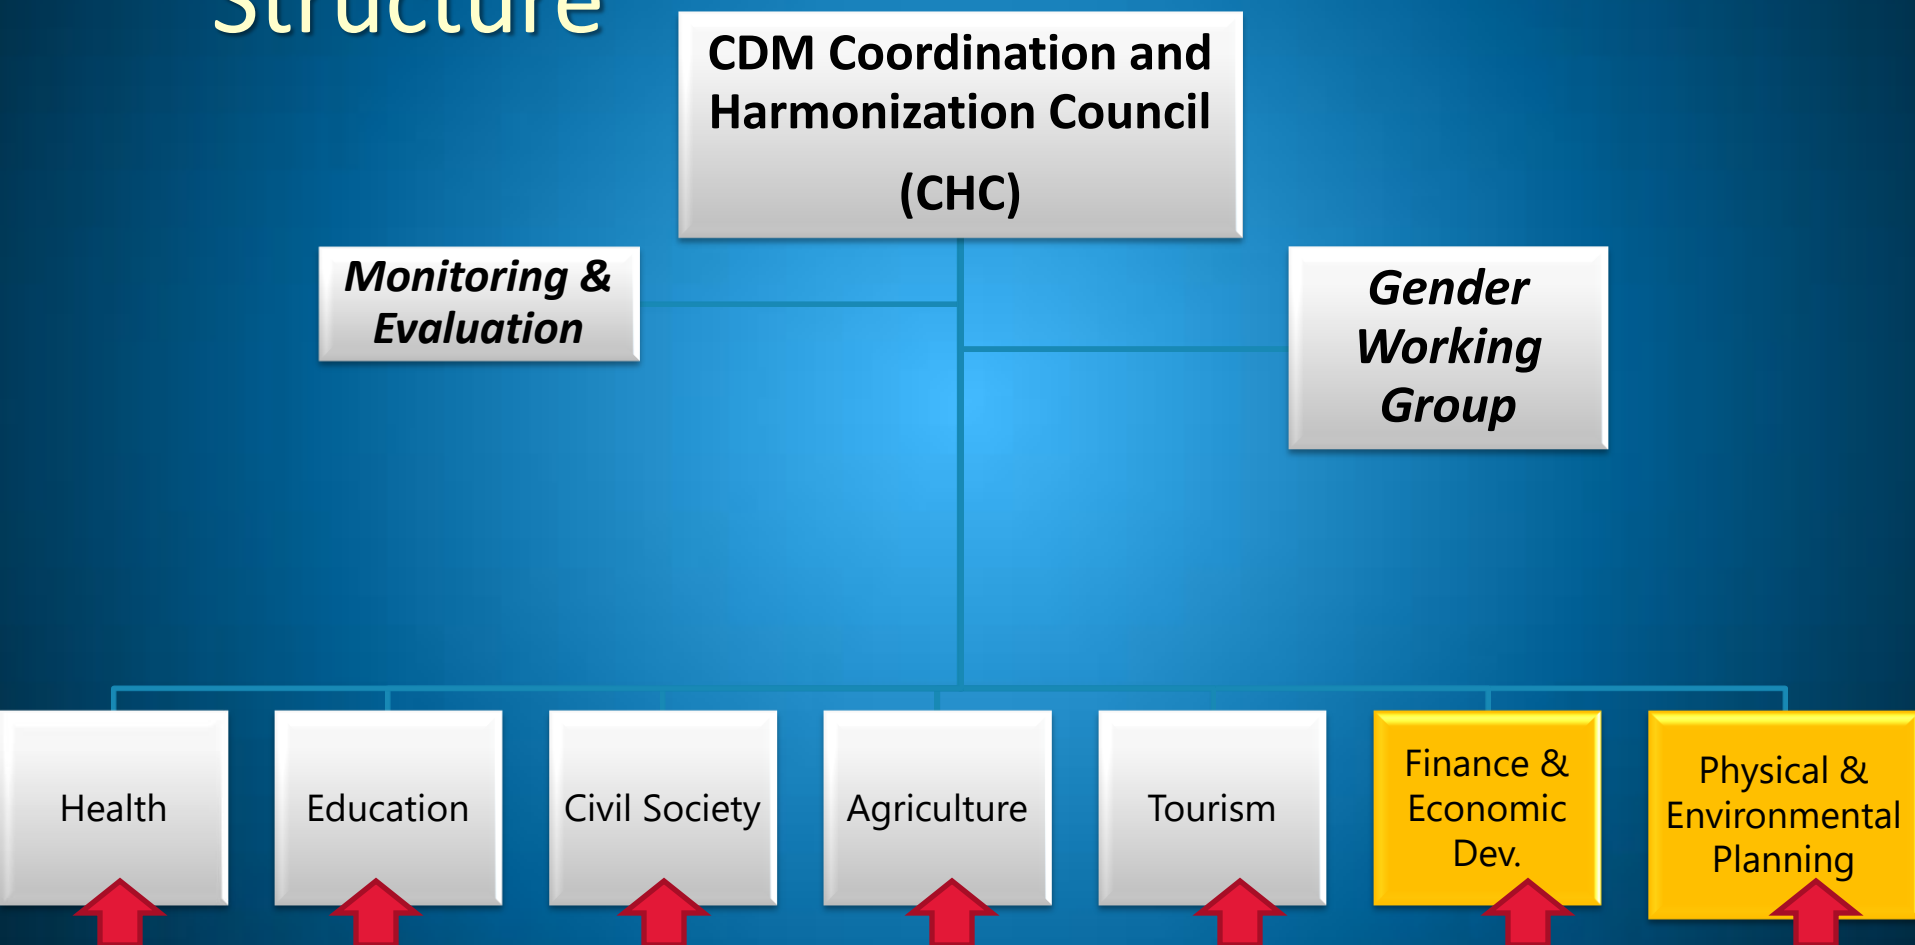 Structure
CDM Coordination and
Harmonization Council
(CHC)
Monitoring &
Evaluation
Gender
Working
Group
Health
Education
Civil Society
Agriculture
Tourism
Finance &
Economic
Dev.
Physical &
Environmental
Planning